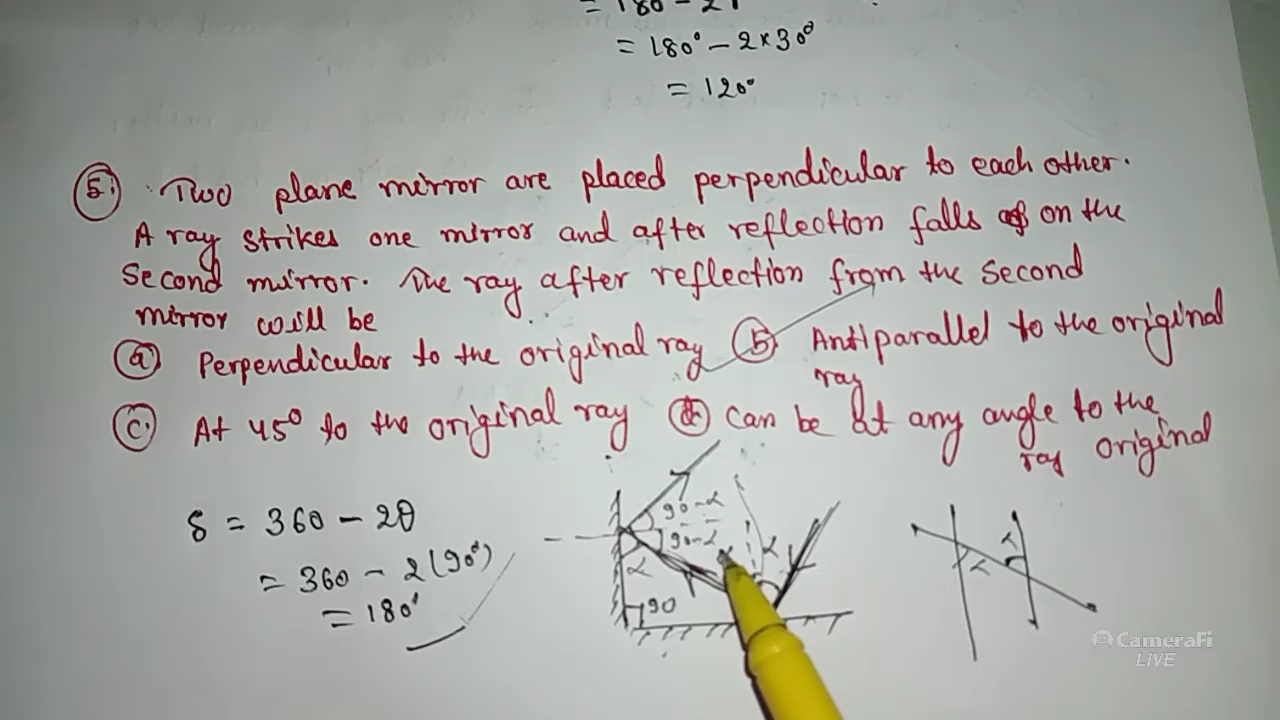 = 180 - 2
= 180° - 2×30°
= 120°
5. Two plane mirror are placed perpendicular to each other.
A ray strikes one mirror and after reflection falls on the
Second mirror. The ray after reflection from the second
mirror will be
a Perpendicular to the original ray b Antiparallel to the original
ray
c. At 45° to the original ray d can be at any angle to the
ray original
δ = 360 - 2θ
= 360 - 2(90°)
= 180°
90-α
90-α
α
α
90
α
α
CameraFi
LIVE